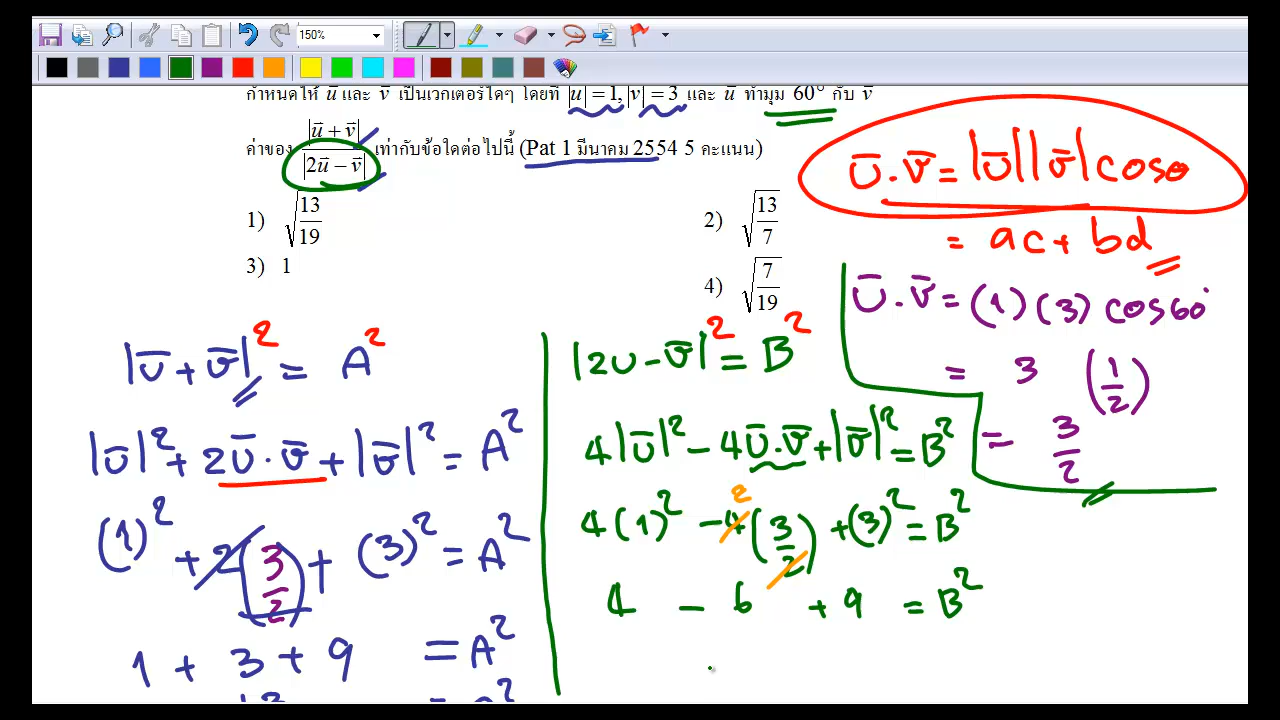 150%
กำหนดให้ u̅ และ v̅ เป็นเวกเตอร์ใดๆ โดยที่ |u| = 1, |v| = 3 และ u̅ ทำมุม 60° กับ v̅
ค่าของ |u̅ + v̅| / |2u̅ − v̅| เท่ากับข้อใดต่อไปนี้ (Pat 1 มีนาคม 2554 5 คะแนน)
1) √(13/19)
2) √(13/7)
3) 1
4) √(7/19)
u̅ . v̅ = |u̅| |v̅| cosθ
= ac + bd
u̅ . v̅ = (1) (3) cos60°
= 3 (1/2)
= 3/2
|u̅ + v̅|² = A²
|u̅|² + 2u̅ . v̅ + |v̅|² = A²
(1)² + 2(3/2) + (3)² = A²
1 + 3 + 9 = A²
|2u − v̅|² = B²
4|u̅|² − 4u̅ . v̅ + |v̅|² = B²
2
4(1)² − 4(3/2) + (3)² = B²
4 − 6 + 9 = B²